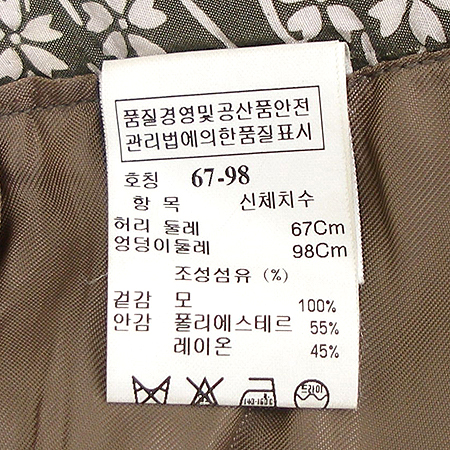 품질경영및공산품안전
관리법에의한품질표시
호칭 67-98
항 목 신체치수
허리 둘레 67Cm
엉덩이둘레 98Cm
조성섬유 (%)
겉감 모 100%
안감 폴리에스테르 55%
레이온 45%
드라이